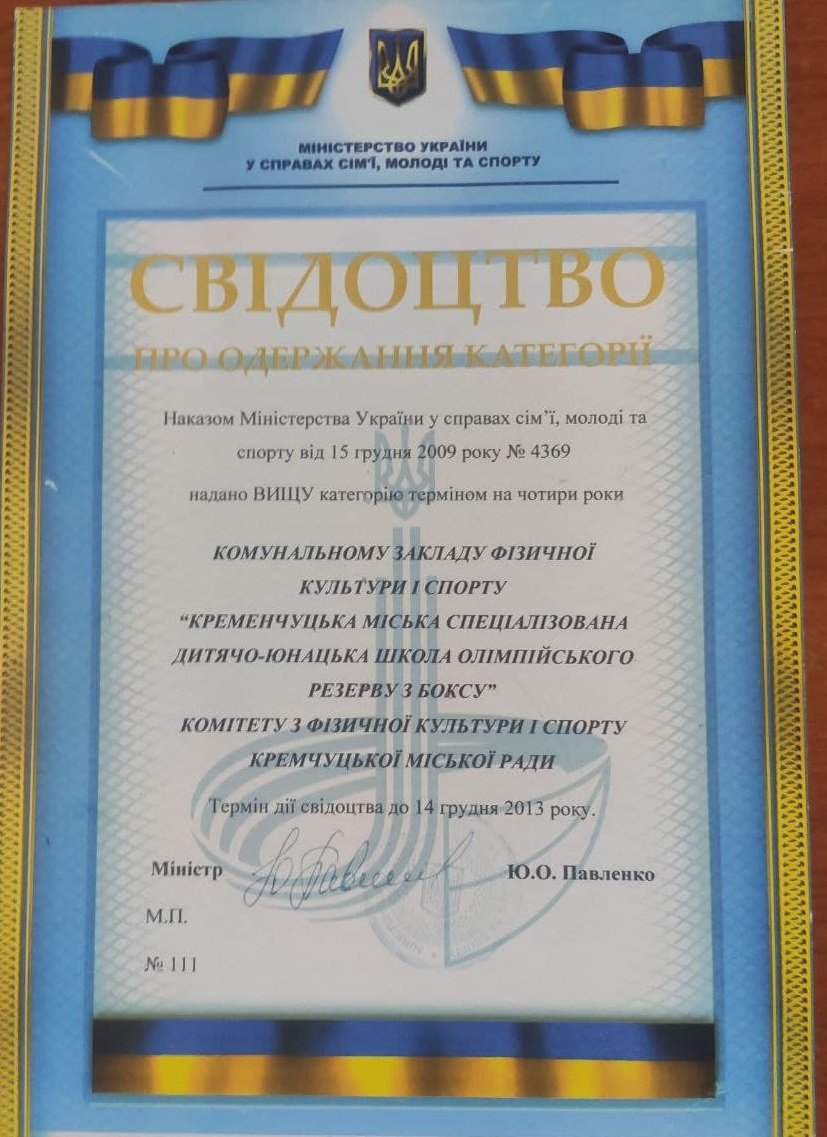 МІНІСТЕРСТВО УКРАЇНИ
У СПРАВАХ СІМ'Ї, МОЛОДІ ТА СПОРТУ
СВІДОЦТВО
ПРО ОДЕРЖАННЯ КАТЕГОРІЇ
Наказом Міністерства України у справах сім’ї, молоді та
спорту від 15 грудня 2009 року № 4369
надано ВИЩУ категорію терміном на чотири роки
КОМУНАЛЬНОМУ ЗАКЛАДУ ФІЗИЧНОЇ
КУЛЬТУРИ І СПОРТУ
“КРЕМЕНЧУЦЬКА МІСЬКА СПЕЦІАЛІЗОВАНА
ДИТЯЧО-ЮНАЦЬКА ШКОЛА ОЛІМПІЙСЬКОГО
РЕЗЕРВУ З БОКСУ”
КОМІТЕТУ З ФІЗИЧНОЇ КУЛЬТУРИ І СПОРТУ
КРЕМЧУЦЬКОЇ МІСЬКОЇ РАДИ
Термін дії свідоцтва до 14 грудня 2013 року.
Міністр Ю.О. Павленко
М.П.
№ 111